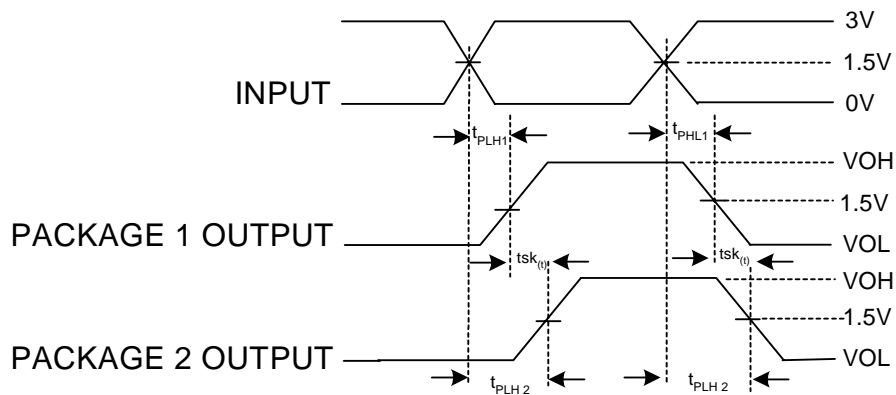 3V
1.5V
INPUT
0V
tPLH1
tPHL1
VOH
1.5V
PACKAGE 1 OUTPUT
VOL
tsk(t)
tsk(t)
VOH
1.5V
PACKAGE 2 OUTPUT
VOL
tPLH 2
tPLH 2